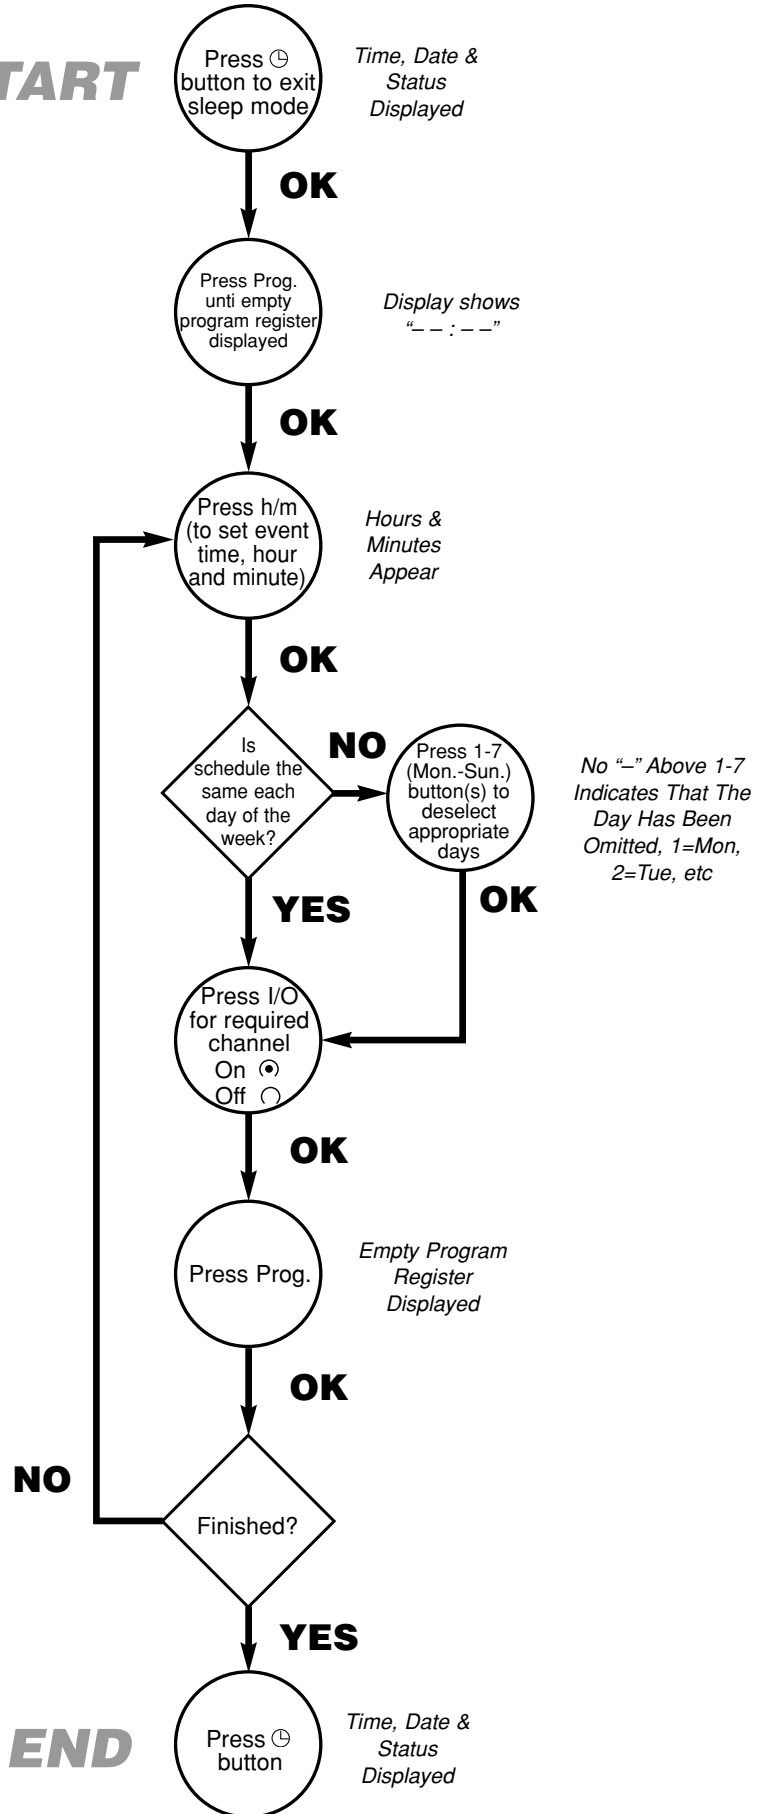 TART
Press
button to exit
sleep mode
Time, Date &
Status
Displayed
OK
Press Prog.
unti empty
program register
displayed
Display shows
“– – : – –”
OK
Press h/m
(to set event
time, hour
and minute)
Hours &
Minutes
Appear
OK
Is
schedule the
same each
day of the
week?
NO
Press 1-7
(Mon.-Sun.)
button(s) to
deselect
appropriate
days
No “–” Above 1-7
Indicates That The
Day Has Been
Omitted, 1=Mon,
2=Tue, etc
YES
OK
Press I/O
for required
channel
On
Off
OK
Press Prog.
Empty Program
Register
Displayed
OK
NO
Finished?
YES
END
Press
button
Time, Date &
Status
Displayed